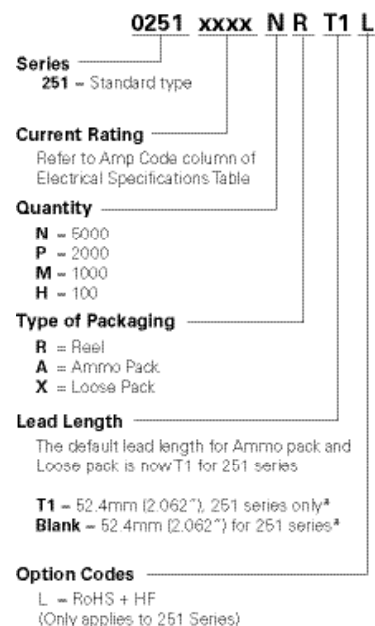 0251 xxxx N R T1 L
Series
251 – Standard type
Current Rating
Refer to Amp Code column of
Electrical Specifications Table
Quantity
N – 5000
P – 2000
M – 1000
H – 100
Type of Packaging
R = Reel
A = Ammo Pack
X = Loose Pack
Lead Length
The default lead length for Ammo pack and
Loose pack is now T1 for 251 series
T1 – 52.4mm (2.062″), 251 series only³
Blank – 52.4mm (2.062″) for 251 series³
Option Codes
L – RoHS + HF
(Only applies to 251 Series)